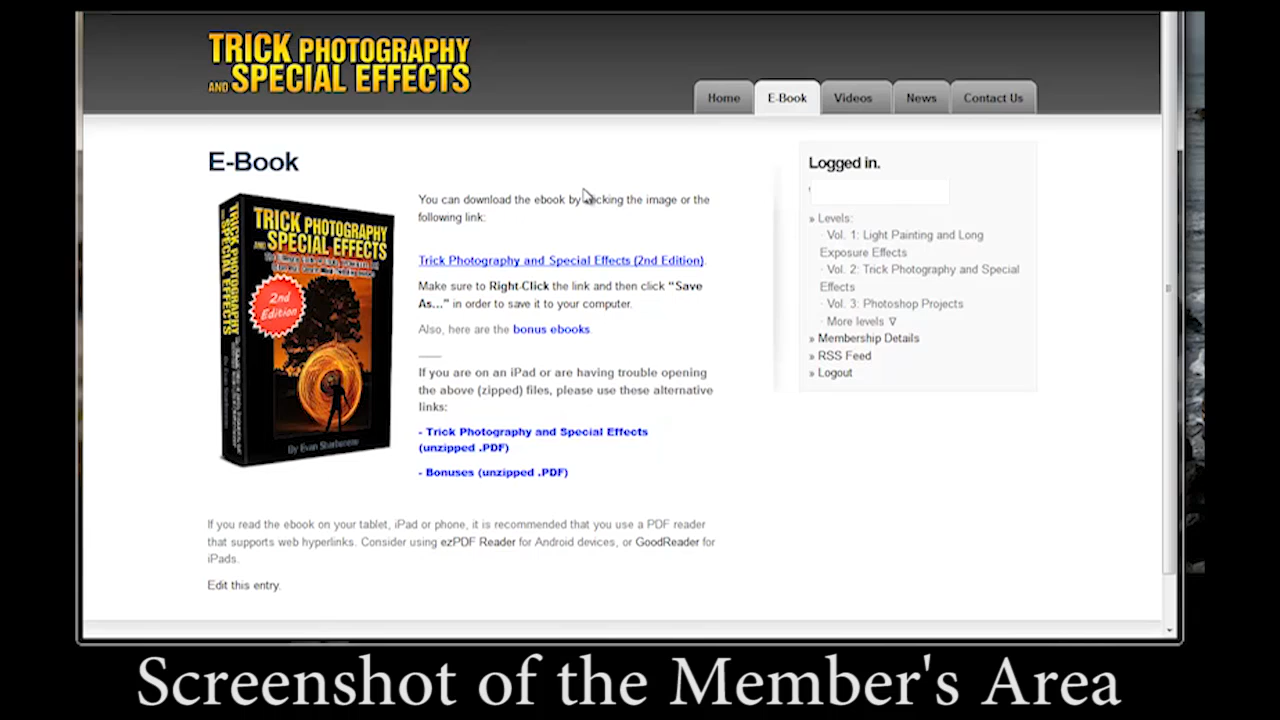 TRICK PHOTOGRAPHY
AND SPECIAL EFFECTS
Home
E-Book
Videos
News
Contact Us
E-Book
TRICK PHOTOGRAPHY
AND SPECIAL EFFECTS
2nd
Edition
TRICK PHOTOGRAPHY
AND SPECIAL EFFECTS
You can download the ebook by clicking the image or the
following link:
Trick Photography and Special Effects (2nd Edition).
Make sure to Right-Click the link and then click “Save
As...” in order to save it to your computer.
Also, here are the bonus ebooks.
If you are on an iPad or are having trouble opening
the above (zipped) files, please use these alternative
links:
- Trick Photography and Special Effects
(unzipped .PDF)
- Bonuses (unzipped .PDF)
If you read the ebook on your tablet, iPad or phone, it is recommended that you use a PDF reader
that supports web hyperlinks. Consider using ezPDF Reader for Android devices, or GoodReader for
iPads.
Edit this entry.
Logged in.
» Levels:
· Vol. 1: Light Painting and Long
Exposure Effects
· Vol. 2: Trick Photography and Special
Effects
· Vol. 3: Photoshop Projects
· More levels ∇
» Membership Details
» RSS Feed
» Logout
Screenshot of the Member's Area